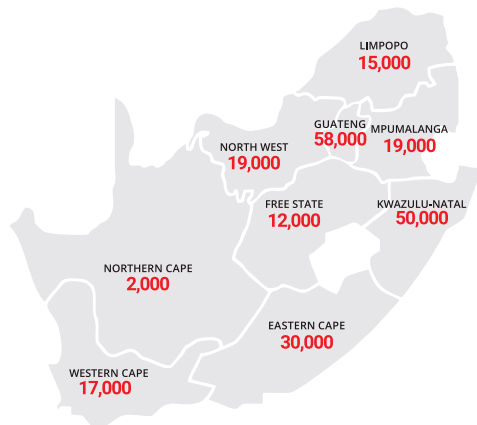 LIMPOPO
15,000
GUATENG
58,000
MPUMALANGA
19,000
NORTH WEST
19,000
FREE STATE
12,000
KWAZULU-NATAL
50,000
NORTHERN CAPE
2,000
EASTERN CAPE
30,000
WESTERN CAPE
17,000